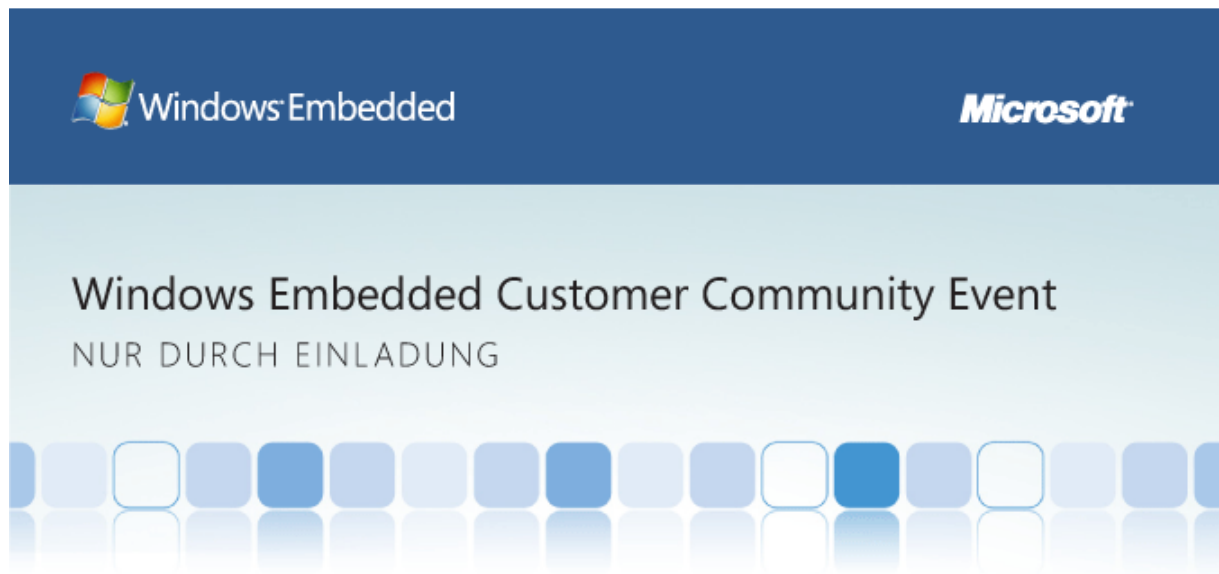 Windows Embedded
Microsoft
Windows Embedded Customer Community Event
NUR DURCH EINLADUNG